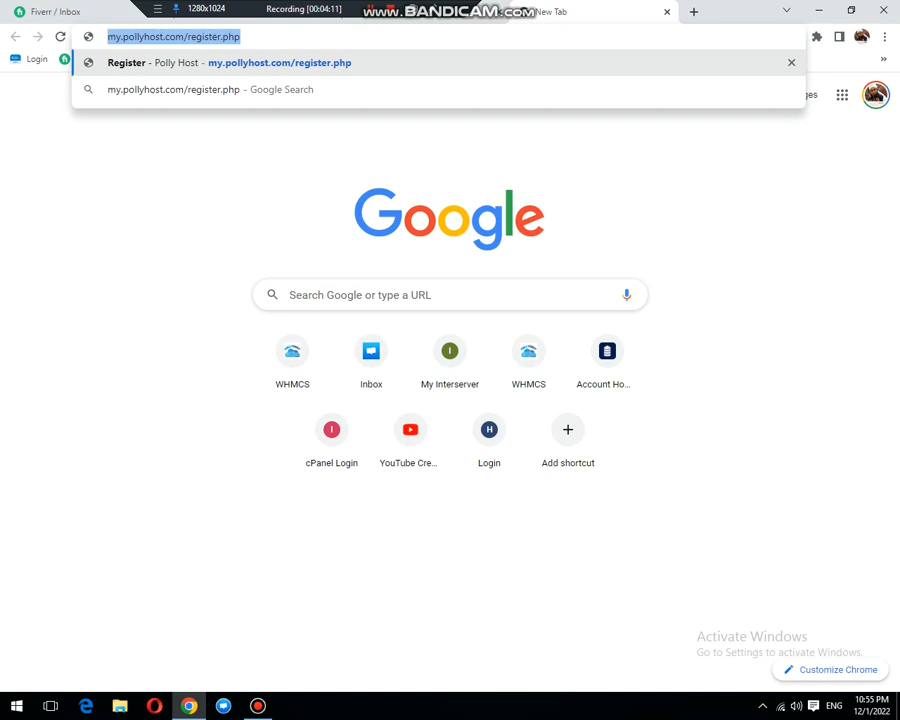 Fiverr / Inbox
1280x1024
Recording [00:04:11]
www.BANDICAM.com
New Tab
my.pollyhost.com/register.php
Login
Register - Polly Host - my.pollyhost.com/register.php
my.pollyhost.com/register.php - Google Search
ges
Google
Search Google or type a URL
WHMCS
Inbox
I
My Interserver
WHMCS
Account Ho...
I
cPanel Login
YouTube Cre...
H
Login
Add shortcut
Activate Windows
Go to Settings to activate Windows.
Customize Chrome
ENG
10:55 PM
12/1/2022